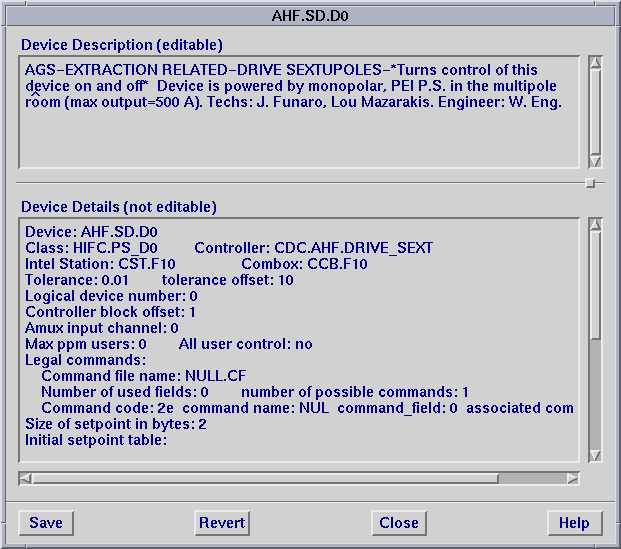 AHF.SD.D0
Device Description (editable)
AGS-EXTRACTION RELATED-DRIVE SEXTUPOLES-*Turns control of this
device on and off*  Device is powered by monopolar, PEI P.S. in the multipole
room (max output=500 A). Techs: J. Funaro, Lou Mazarakis. Engineer: W. Eng.
Device Details (not editable)
Device: AHF.SD.D0
Class: HIFC.PS_D0 Controller: CDC.AHF.DRIVE_SEXT
Intel Station: CST.F10 Combox: CCB.F10
Tolerance: 0.01 tolerance offset: 10
Logical device number: 0
Controller block offset: 1
Amux input channel: 0
Max ppm users: 0 All user control: no
Legal commands:
Command file name: NULL.CF
Number of used fields: 0 number of possible commands: 1
Command code: 2e command name: NUL command_field: 0 associated com
Size of setpoint in bytes: 2
Initial setpoint table:
Save Revert Close Help